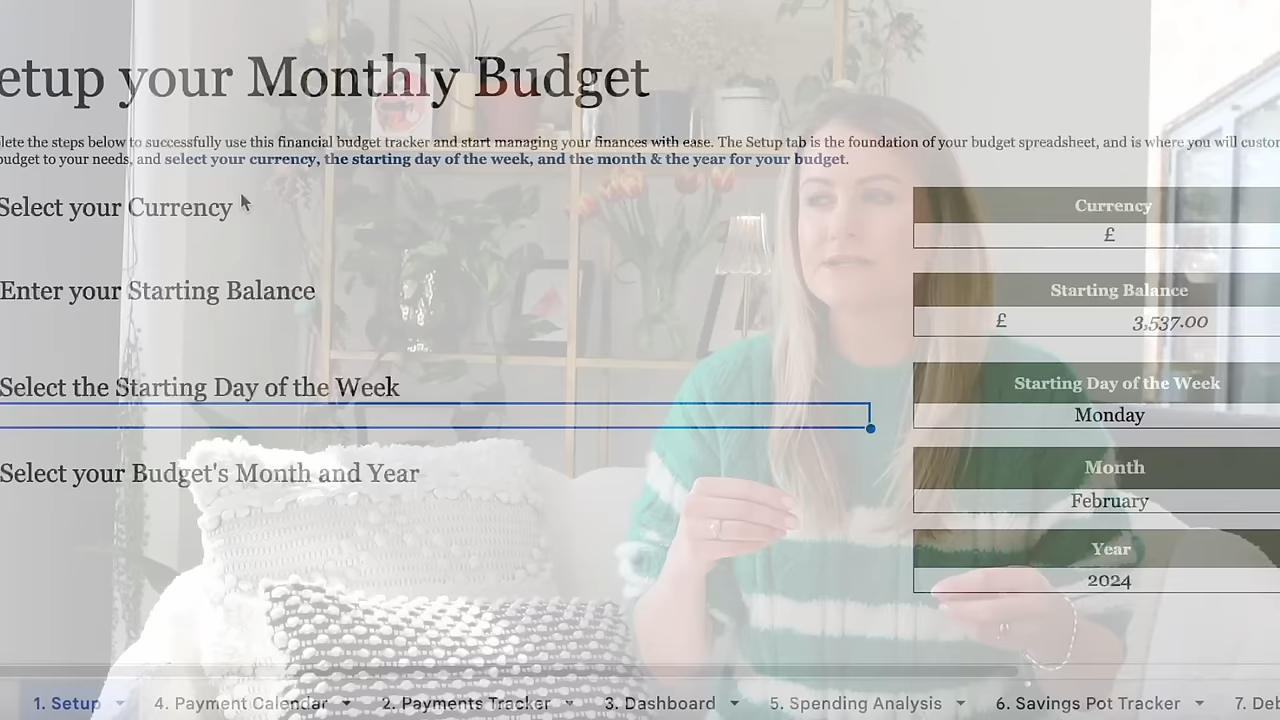 etup your Monthly Budget
lete the steps below to successfully use this financial budget tracker and start managing your finances with ease. The Setup tab is the foundation of your budget spreadsheet, and is where you will custor
budget to your needs, and select your currency, the starting day of the week, and the month & the year for your budget.
Select your Currency
Currency
£
Enter your Starting Balance
Starting Balance
£ 3,537.00
Select the Starting Day of the Week
Starting Day of the Week
Monday
Select your Budget's Month and Year
Month
February
Year
2024
1. Setup 4. Payment Calendar 2. Payments Tracker 3. Dashboard 5. Spending Analysis 6. Savings Pot Tracker 7. De